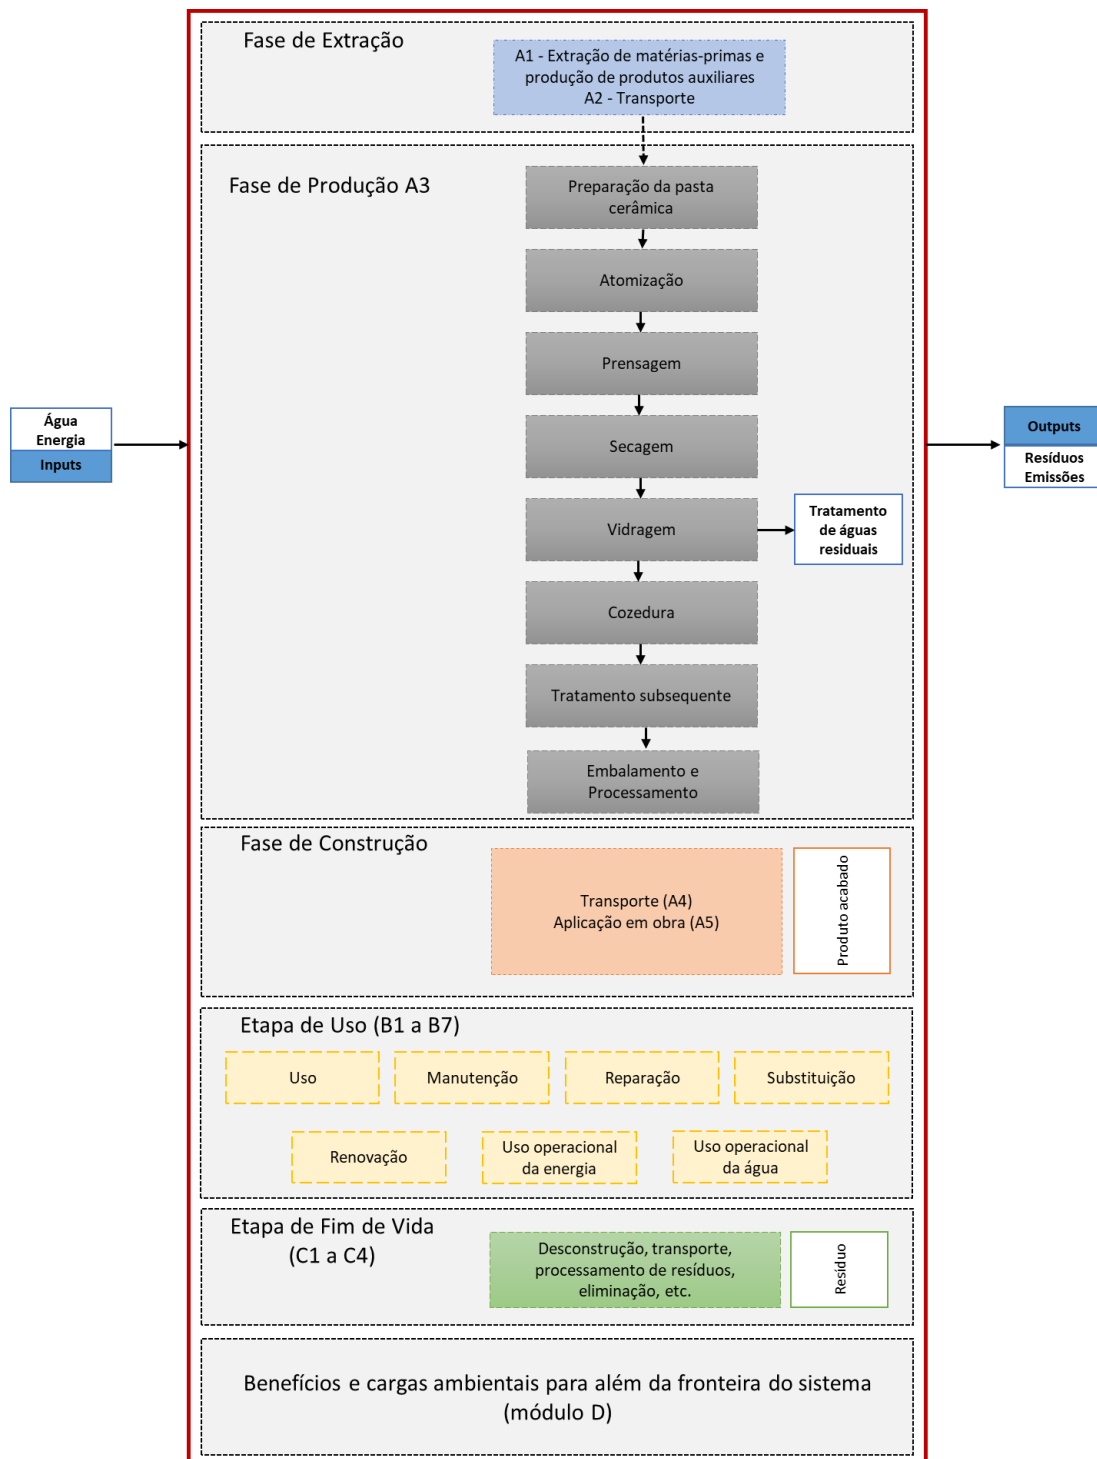 Fase de Extração
A1 - Extração de matérias-primas e
produção de produtos auxiliares
A2 - Transporte
Fase de Produção A3
Preparação da pasta
cerâmica
Atomização
Prensagem
Água
Energia
Inputs
Secagem
Outputs
Resíduos
Emissões
Vidragem
Tratamento
de águas
residuais
Cozedura
Tratamento subsequente
Embalamento e
Processamento
Fase de Construção
Transporte (A4)
Aplicação em obra (A5)
Produto acabado
Etapa de Uso (B1 a B7)
Uso
Manutenção
Reparação
Substituição
Renovação
Uso operacional
da energia
Uso operacional
da água
Etapa de Fim de Vida
(C1 a C4)
Desconstrução, transporte,
processamento de resíduos,
eliminação, etc.
Resíduo
Benefícios e cargas ambientais para além da fronteira do sistema
(módulo D)